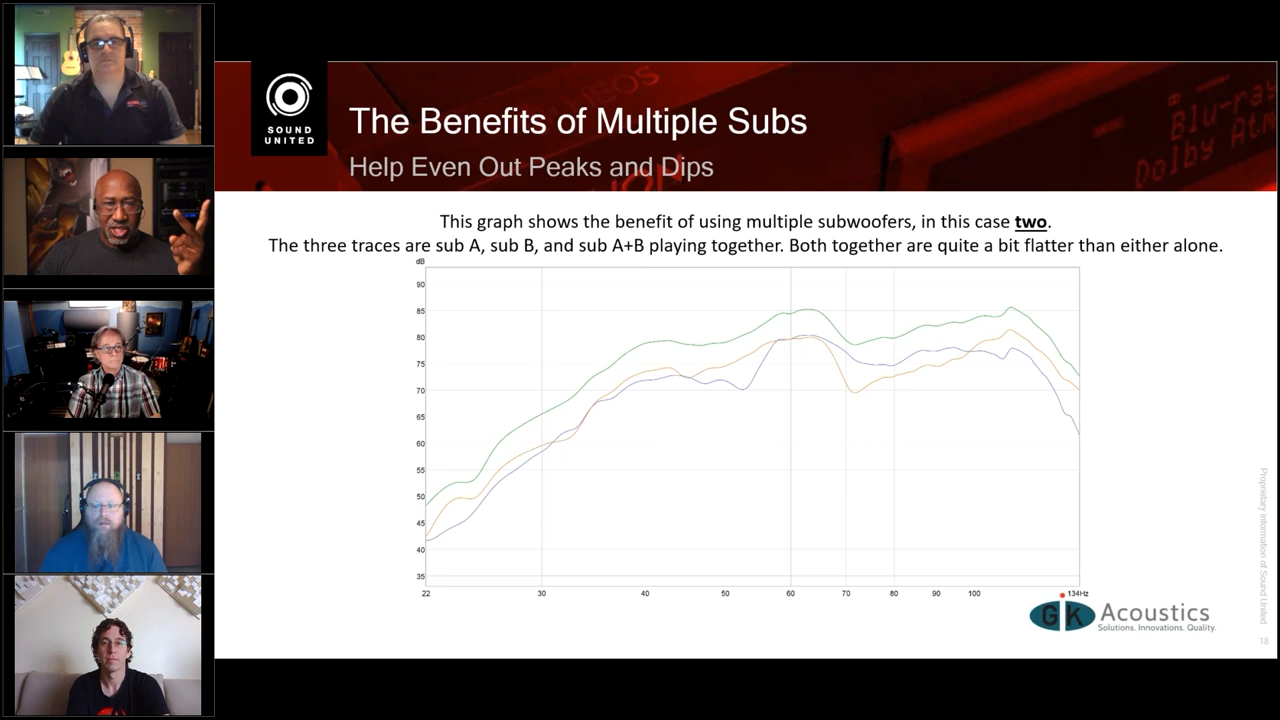 SOUND
UNITED
The Benefits of Multiple Subs
Help Even Out Peaks and Dips
Blu-ray
This graph shows the benefit of using multiple subwoofers, in this case two.
The three traces are sub A, sub B, and sub A+B playing together. Both together are quite a bit flatter than either alone.
dB
90
85
80
75
70
65
60
55
50
45
40
35
22 30 40 50 60 70 80 90 100 134Hz
GIK Acoustics
Solutions. Innovations. Quality.
Proprietary information of Sound United
18